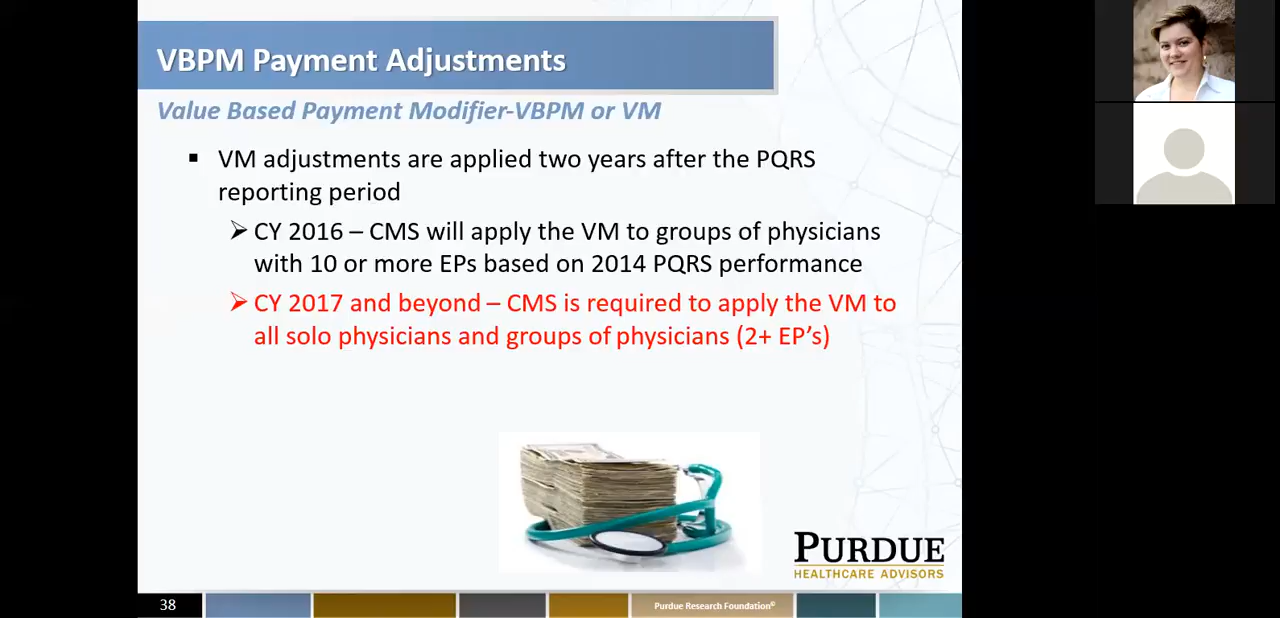 VBPM Payment Adjustments
Value Based Payment Modifier-VBPM or VM
▪ VM adjustments are applied two years after the PQRS
reporting period
➢ CY 2016 – CMS will apply the VM to groups of physicians
with 10 or more EPs based on 2014 PQRS performance
➢ CY 2017 and beyond – CMS is required to apply the VM to
all solo physicians and groups of physicians (2+ EP’s)
PURDUE
HEALTHCARE ADVISORS
38
Purdue Research Foundation©